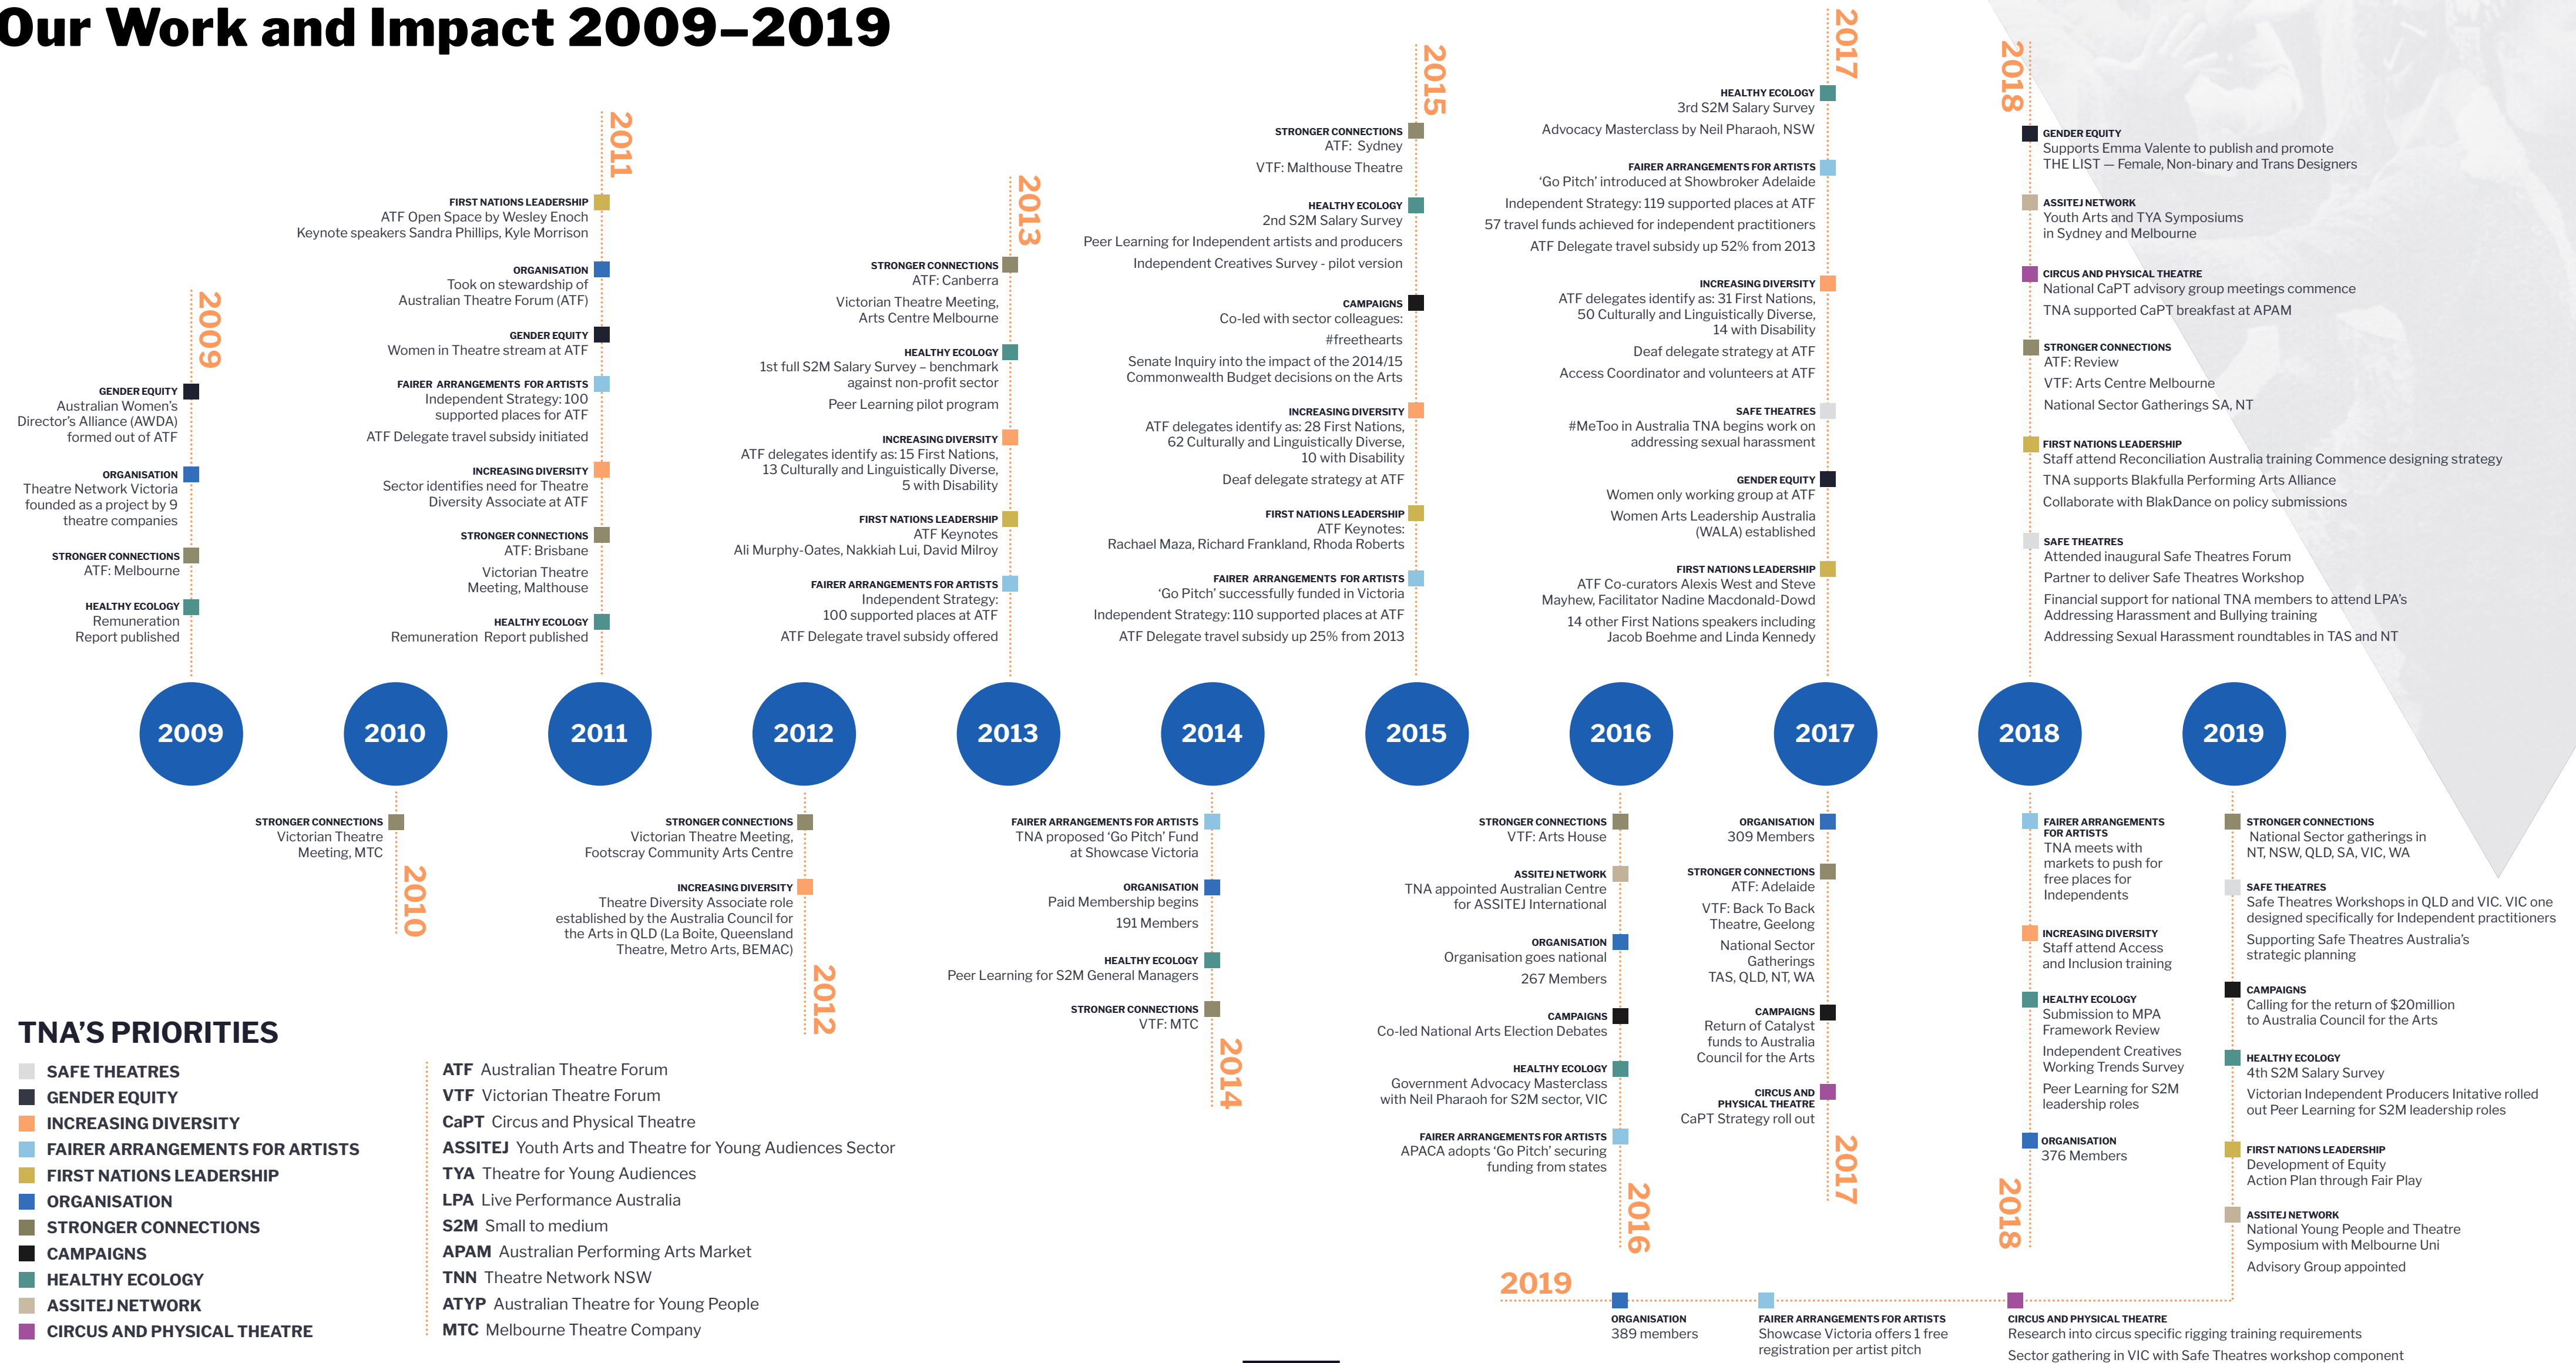 Our Work and Impact 2009–2019
2009
GENDER EQUITY
Australian Women's
Director's Alliance (AWDA)
formed out of ATF
ORGANISATION
Theatre Network Victoria
founded as a project by 9
theatre companies
STRONGER CONNECTIONS
ATF: Melbourne
HEALTHY ECOLOGY
Remuneration
Report published
2011
FIRST NATIONS LEADERSHIP
ATF Open Space by Wesley Enoch
Keynote speakers Sandra Phillips, Kyle Morrison
ORGANISATION
Took on stewardship of
Australian Theatre Forum (ATF)
GENDER EQUITY
Women in Theatre stream at ATF
FAIRER ARRANGEMENTS FOR ARTISTS
Independent Strategy: 100
supported places for ATF
ATF Delegate travel subsidy initiated
INCREASING DIVERSITY
Sector identifies need for Theatre
Diversity Associate at ATF
STRONGER CONNECTIONS
ATF: Brisbane
Victorian Theatre
Meeting, Malthouse
HEALTHY ECOLOGY
Remuneration Report published
2013
STRONGER CONNECTIONS
ATF: Canberra
Victorian Theatre Meeting,
Arts Centre Melbourne
HEALTHY ECOLOGY
1st full S2M Salary Survey – benchmark
against non-profit sector
Peer Learning pilot program
INCREASING DIVERSITY
ATF delegates identify as: 15 First Nations,
13 Culturally and Linguistically Diverse,
5 with Disability
FIRST NATIONS LEADERSHIP
ATF Keynotes
Ali Murphy-Oates, Nakkiah Lui, David Milroy
FAIRER ARRANGEMENTS FOR ARTISTS
Independent Strategy:
100 supported places at ATF
ATF Delegate travel subsidy offered
2015
STRONGER CONNECTIONS
ATF: Sydney
VTF: Malthouse Theatre
HEALTHY ECOLOGY
2nd S2M Salary Survey
Peer Learning for Independent artists and producers
Independent Creatives Survey - pilot version
CAMPAIGNS
Co-led with sector colleagues:
#freethearts
Senate Inquiry into the impact of the 2014/15
Commonwealth Budget decisions on the Arts
INCREASING DIVERSITY
ATF delegates identify as: 28 First Nations,
62 Culturally and Linguistically Diverse,
10 with Disability
Deaf delegate strategy at ATF
FIRST NATIONS LEADERSHIP
ATF Keynotes:
Rachael Maza, Richard Frankland, Rhoda Roberts
FAIRER ARRANGEMENTS FOR ARTISTS
‘Go Pitch’ successfully funded in Victoria
Independent Strategy: 110 supported places at ATF
ATF Delegate travel subsidy up 25% from 2013
2017
HEALTHY ECOLOGY
3rd S2M Salary Survey
Advocacy Masterclass by Neil Pharaoh, NSW
FAIRER ARRANGEMENTS FOR ARTISTS
‘Go Pitch’ introduced at Showbroker Adelaide
Independent Strategy: 119 supported places at ATF
57 travel funds achieved for independent practitioners
ATF Delegate travel subsidy up 52% from 2013
INCREASING DIVERSITY
ATF delegates identify as: 31 First Nations,
50 Culturally and Linguistically Diverse,
14 with Disability
Deaf delegate strategy at ATF
Access Coordinator and volunteers at ATF
SAFE THEATRES
#MeToo in Australia TNA begins work on
addressing sexual harassment
GENDER EQUITY
Women only working group at ATF
Women Arts Leadership Australia
(WALA) established
FIRST NATIONS LEADERSHIP
ATF Co-curators Alexis West and Steve
Mayhew, Facilitator Nadine Macdonald-Dowd
14 other First Nations speakers including
Jacob Boehme and Linda Kennedy
2018
GENDER EQUITY
Supports Emma Valente to publish and promote
THE LIST — Female, Non-binary and Trans Designers
ASSITEJ NETWORK
Youth Arts and TYA Symposiums
in Sydney and Melbourne
CIRCUS AND PHYSICAL THEATRE
National CaPT advisory group meetings commence
TNA supported CaPT breakfast at APAM
STRONGER CONNECTIONS
ATF: Review
VTF: Arts Centre Melbourne
National Sector Gatherings SA, NT
FIRST NATIONS LEADERSHIP
Staff attend Reconciliation Australia training Commence designing strategy
TNA supports Blakfulla Performing Arts Alliance
Collaborate with BlakDance on policy submissions
SAFE THEATRES
Attended inaugural Safe Theatres Forum
Partner to deliver Safe Theatres Workshop
Financial support for national TNA members to attend LPA's
Addressing Harassment and Bullying training
Addressing Sexual Harassment roundtables in TAS and NT
2009
2010
2011
2012
2013
2014
2015
2016
2017
2018
2019
STRONGER CONNECTIONS
Victorian Theatre
Meeting, MTC
2010
STRONGER CONNECTIONS
Victorian Theatre Meeting,
Footscray Community Arts Centre
INCREASING DIVERSITY
Theatre Diversity Associate role
established by the Australia Council for
the Arts in QLD (La Boite, Queensland
Theatre, Metro Arts, BEMAC)
2012
FAIRER ARRANGEMENTS FOR ARTISTS
TNA proposed ‘Go Pitch’ Fund
at Showcase Victoria
ORGANISATION
Paid Membership begins
191 Members
HEALTHY ECOLOGY
Peer Learning for S2M General Managers
STRONGER CONNECTIONS
VTF: MTC
2014
STRONGER CONNECTIONS
VTF: Arts House
ASSITEJ NETWORK
TNA appointed Australian Centre
for ASSITEJ International
ORGANISATION
Organisation goes national
267 Members
CAMPAIGNS
Co-led National Arts Election Debates
HEALTHY ECOLOGY
Government Advocacy Masterclass
with Neil Pharaoh for S2M sector, VIC
FAIRER ARRANGEMENTS FOR ARTISTS
APACA adopts ‘Go Pitch’ securing
funding from states
2016
ORGANISATION
309 Members
STRONGER CONNECTIONS
ATF: Adelaide
VTF: Back To Back
Theatre, Geelong
National Sector
Gatherings
TAS, QLD, NT, WA
CAMPAIGNS
Return of Catalyst
funds to Australia
Council for the Arts
CIRCUS AND
PHYSICAL THEATRE
CaPT Strategy roll out
2017
FAIRER ARRANGEMENTS
FOR ARTISTS
TNA meets with
markets to push for
free places for
Independents
INCREASING DIVERSITY
Staff attend Access
and Inclusion training
HEALTHY ECOLOGY
Submission to MPA
Framework Review
Independent Creatives
Working Trends Survey
Peer Learning for S2M
leadership roles
ORGANISATION
376 Members
2018
STRONGER CONNECTIONS
National Sector gatherings in
NT, NSW, QLD, SA, VIC, WA
SAFE THEATRES
Safe Theatres Workshops in QLD and VIC. VIC one
designed specifically for Independent practitioners
Supporting Safe Theatres Australia's
strategic planning
CAMPAIGNS
Calling for the return of $20million
to Australia Council for the Arts
HEALTHY ECOLOGY
4th S2M Salary Survey
Victorian Independent Producers Initative rolled
out Peer Learning for S2M leadership roles
FIRST NATIONS LEADERSHIP
Development of Equity
Action Plan through Fair Play
ASSITEJ NETWORK
National Young People and Theatre
Symposium with Melbourne Uni
Advisory Group appointed
2019
ORGANISATION
389 members
FAIRER ARRANGEMENTS FOR ARTISTS
Showcase Victoria offers 1 free
registration per artist pitch
CIRCUS AND PHYSICAL THEATRE
Research into circus specific rigging training requirements
Sector gathering in VIC with Safe Theatres workshop component
TNA'S PRIORITIES
SAFE THEATRES
GENDER EQUITY
INCREASING DIVERSITY
FAIRER ARRANGEMENTS FOR ARTISTS
FIRST NATIONS LEADERSHIP
ORGANISATION
STRONGER CONNECTIONS
CAMPAIGNS
HEALTHY ECOLOGY
ASSITEJ NETWORK
CIRCUS AND PHYSICAL THEATRE
ATF Australian Theatre Forum
VTF Victorian Theatre Forum
CaPT Circus and Physical Theatre
ASSITEJ Youth Arts and Theatre for Young Audiences Sector
TYA Theatre for Young Audiences
LPA Live Performance Australia
S2M Small to medium
APAM Australian Performing Arts Market
TNN Theatre Network NSW
ATYP Australian Theatre for Young People
MTC Melbourne Theatre Company